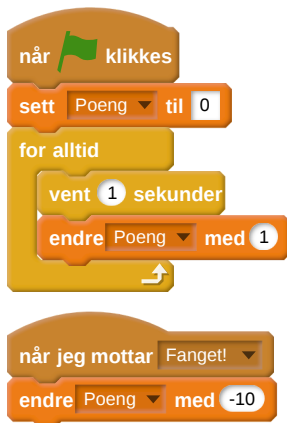 når klikkes
sett Poeng til 0
for alltid
vent 1 sekunder
endre Poeng med 1
når jeg mottar Fanget!
endre Poeng med -10